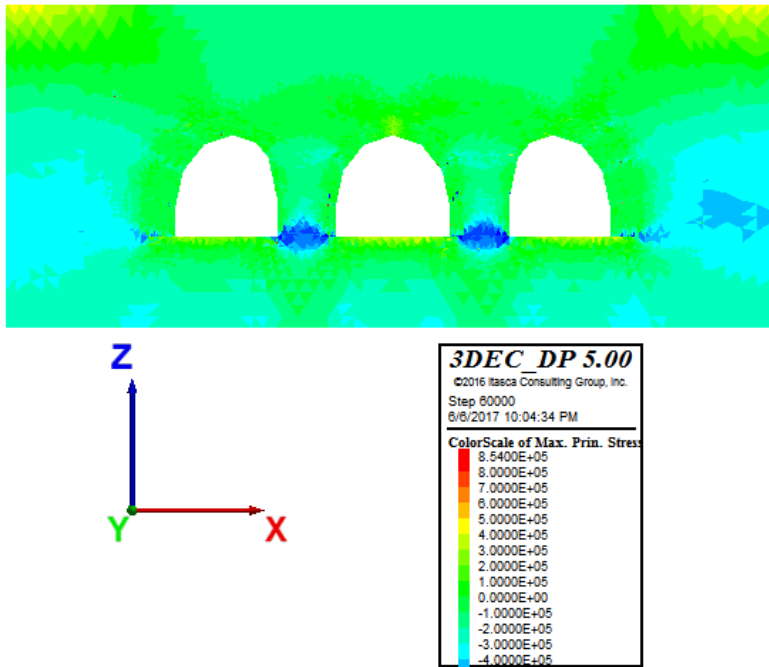 Z
Y
X
3DEC_DP 5.00
©2016 Itasca Consulting Group, Inc.
Step 60000
6/6/2017 10:04:34 PM
ColorScale of Max. Prin. Stress
8.5400E+05
8.0000E+05
7.0000E+05
6.0000E+05
5.0000E+05
4.0000E+05
3.0000E+05
2.0000E+05
1.0000E+05
0.0000E+00
-1.0000E+05
-2.0000E+05
-3.0000E+05
-4.0000E+05